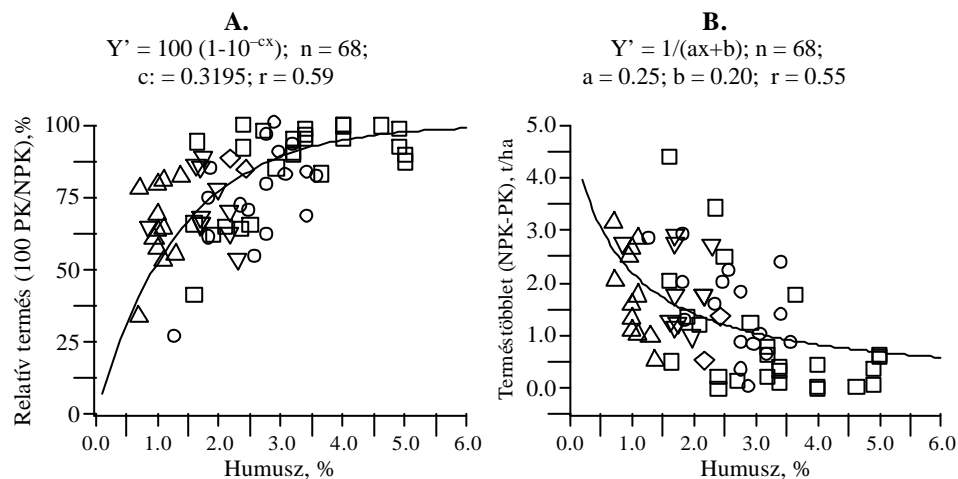 A.
Y' = 100 (1-10⁻ᶜˣ); n = 68;
c: = 0.3195; r = 0.59
Relatív termés (100 PK/NPK),%
100
75
50
25
0
0.0 1.0 2.0 3.0 4.0 5.0 6.0
Humusz, %
B.
Y' = 1/(ax+b); n = 68;
a = 0.25; b = 0.20; r = 0.55
Terméstöbblet (NPK-PK), t/ha
5.0
4.0
3.0
2.0
1.0
0.0
0.0 1.0 2.0 3.0 4.0 5.0 6.0
Humusz, %